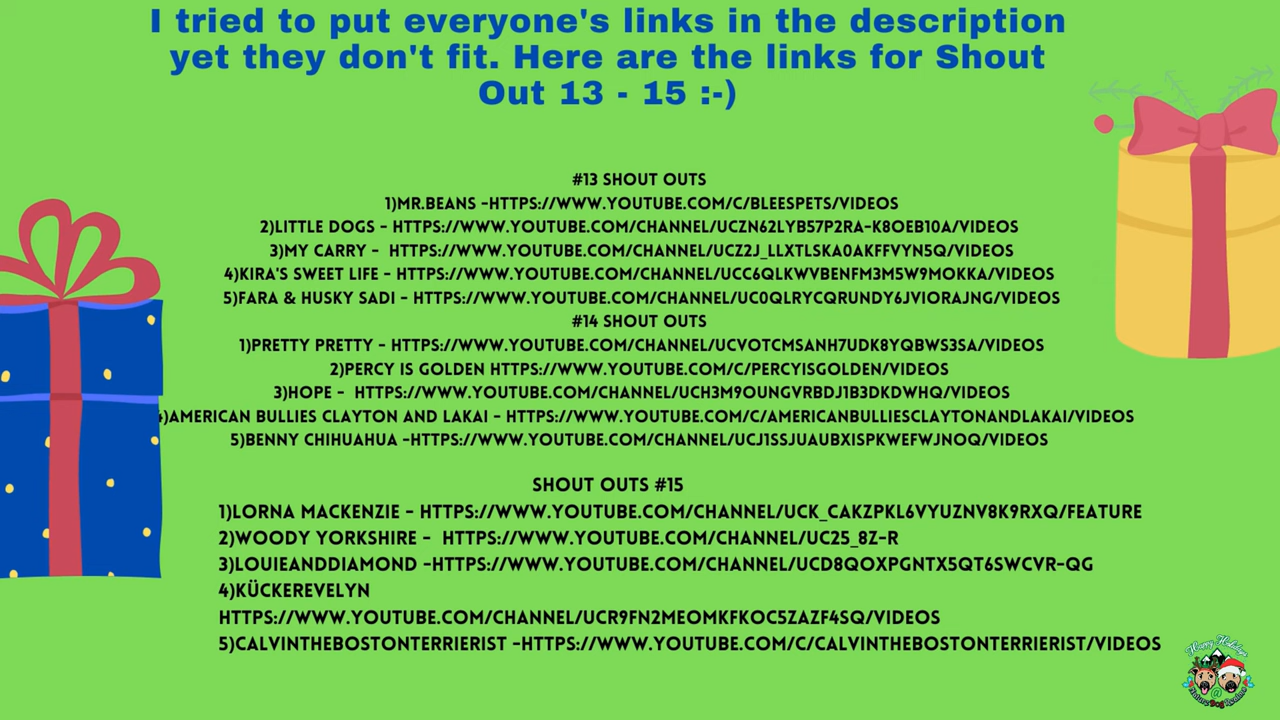 I tried to put everyone's links in the description
yet they don't fit. Here are the links for Shout
Out 13 - 15 :-)
#13 SHOUT OUTS
1)MR.BEANS -HTTPS://WWW.YOUTUBE.COM/C/BLEESPETS/VIDEOS
2)LITTLE DOGS - HTTPS://WWW.YOUTUBE.COM/CHANNEL/UCZN62LYB57P2RA-K8OEB10A/VIDEOS
3)MY CARRY - HTTPS://WWW.YOUTUBE.COM/CHANNEL/UCZ2J_LLXTLSKA0AKFFVYN5Q/VIDEOS
4)KIRA'S SWEET LIFE - HTTPS://WWW.YOUTUBE.COM/CHANNEL/UCC6QLKWVBENFM3M5W9MOKKA/VIDEOS
5)FARA & HUSKY SADI - HTTPS://WWW.YOUTUBE.COM/CHANNEL/UC0QLRYCQRUNDY6JVIORAJNG/VIDEOS
#14 SHOUT OUTS
1)PRETTY PRETTY - HTTPS://WWW.YOUTUBE.COM/CHANNEL/UCVOTCMSANH7UDK8YQBWS3SA/VIDEOS
2)PERCY IS GOLDEN HTTPS://WWW.YOUTUBE.COM/C/PERCYISGOLDEN/VIDEOS
3)HOPE - HTTPS://WWW.YOUTUBE.COM/CHANNEL/UCH3M9OUNGVRBDJ1B3DKDWHQ/VIDEOS
4)AMERICAN BULLIES CLAYTON AND LAKAI - HTTPS://WWW.YOUTUBE.COM/C/AMERICANBULLIESCLAYTONANDLAKAI/VIDEOS
5)BENNY CHIHUAHUA -HTTPS://WWW.YOUTUBE.COM/CHANNEL/UCJ1SSJUAUBXISPKWEFWJNOQ/VIDEOS
SHOUT OUTS #15
1)LORNA MACKENZIE - HTTPS://WWW.YOUTUBE.COM/CHANNEL/UCK_CAKZPKL6VYUZNV8K9RXQ/FEATURE
2)WOODY YORKSHIRE - HTTPS://WWW.YOUTUBE.COM/CHANNEL/UC25_8Z-R
3)LOUIEANDDIAMOND -HTTPS://WWW.YOUTUBE.COM/CHANNEL/UCD8QOXPGNTX5QT6SWCVR-QG
4)KÜCKEREVELYN
HTTPS://WWW.YOUTUBE.COM/CHANNEL/UCR9FN2MEOMKFKOC5ZAZF4SQ/VIDEOS
5)CALVINTHEBOSTONTERRIERIST -HTTPS://WWW.YOUTUBE.COM/C/CALVINTHEBOSTONTERRIERIST/VIDEOS
Happy Holidays
@